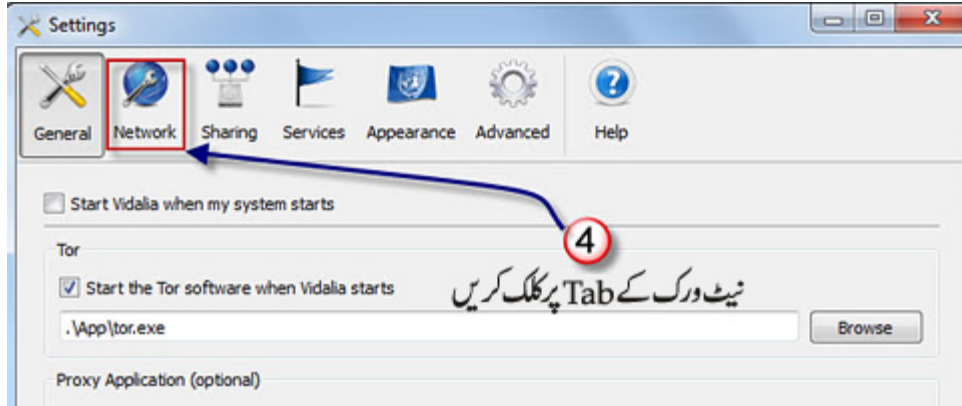 Settings
General Network Sharing Services Appearance Advanced Help
Start Vidalia when my system starts
4
Tor
Start the Tor software when Vidalia starts
نیٹ ورک کے Tab پر کلک کریں
.\App\tor.exe
Browse
Proxy Application (optional)